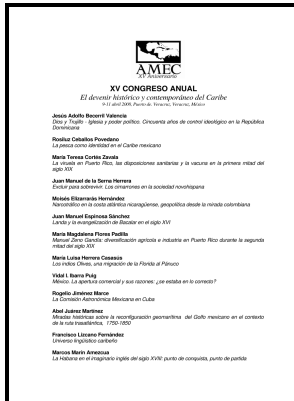 AMEC
XV Aniversario
XV CONGRESO ANUAL
El devenir histórico y contemporáneo del Caribe
9-11 abril 2008, Puerto de, Veracruz, Veracruz, México
Jesús Adolfo Becerril Valencia
Dios y Trujillo - Iglesia y poder político. Cincuenta años de control ideológico en la República
Dominicana
Rosiluz Ceballos Povedano
La pesca como identidad en el Caribe mexicano
María Teresa Cortés Zavala
La viruela en Puerto Rico, las disposiciones sanitarias y la vacuna en la primera mitad del
siglo XIX
Juan Manuel de la Serna Herrera
Excluir para sobrevivir. Los cimarrones en la sociedad novohispana
Moisés Elizarrarás Hernández
Narcotráfico en la costa atlántica nicaragüense, geopolítica desde la mirada colombiana
Juan Manuel Espinosa Sánchez
Landa y la evangelización de Bacalar en el siglo XVI
María Magdalena Flores Padilla
Manuel Zeno Gandía: diversificación agrícola e industria en Puerto Rico durante la segunda
mitad del siglo XIX
María Luisa Herrera Casasús
Los indios Olives, una migración de la Florida al Pánuco
Vidal I. Ibarra Puig
México. La apertura comercial y sus razones: ¿se estaba en lo correcto?
Rogelio Jiménez Marce
La Comisión Astronómica Mexicana en Cuba
Abel Juárez Martínez
Miradas históricas sobre la reconfiguración geomarítima del Golfo mexicano en el contexto
de la ruta trasatlántica, 1750-1850
Francisco Lizcano Fernández
Universo lingüístico caribeño
Marcos Marín Amezcua
La Habana en el imaginario inglés del siglo XVIII: punto de conquista, punto de partida